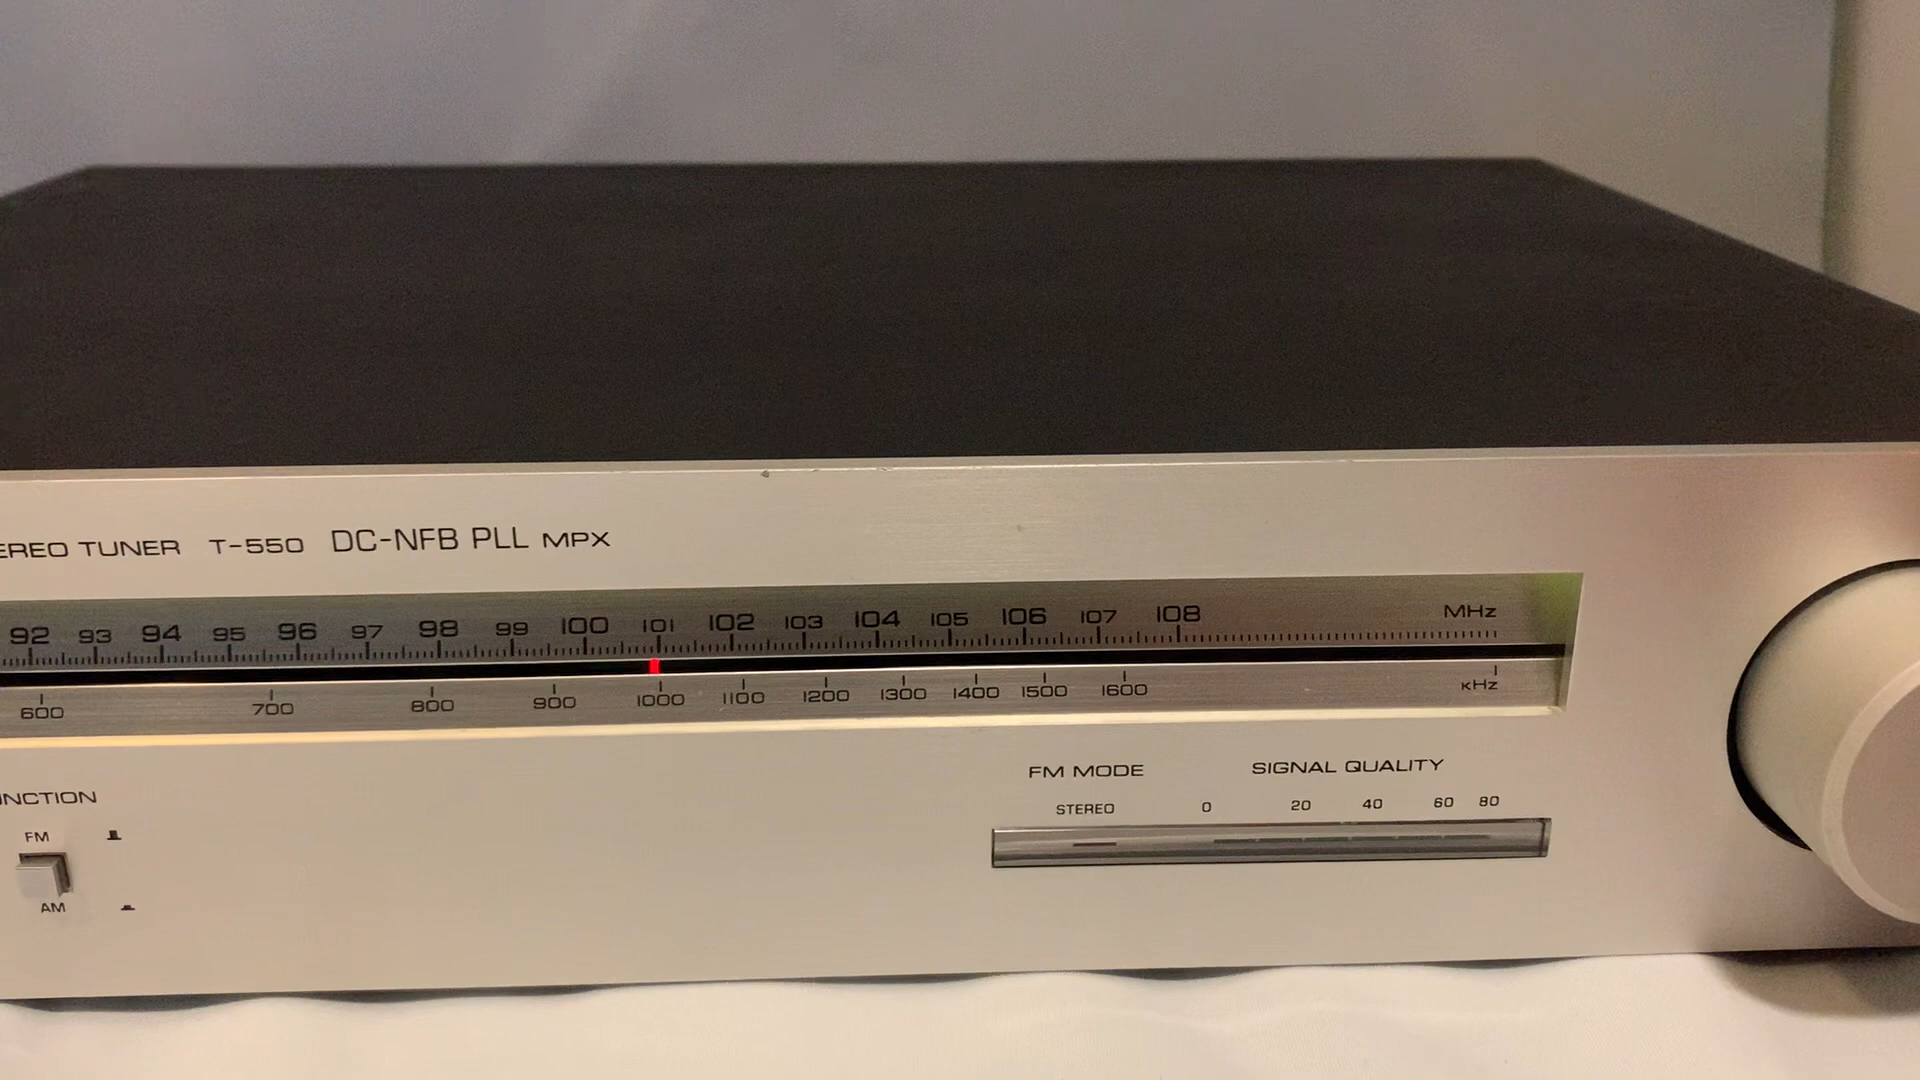 EREO TUNER T-550 DC-NFB PLL MPX
92 93 94 95 96 97 98 99 100 101 102 103 104 105 106 107 108 MHz
600 700 800 900 1000 1100 1200 1300 1400 1500 1600 KHz
FM MODE SIGNAL QUALITY
STEREO 0 20 40 60 80
NCTION
FM
AM